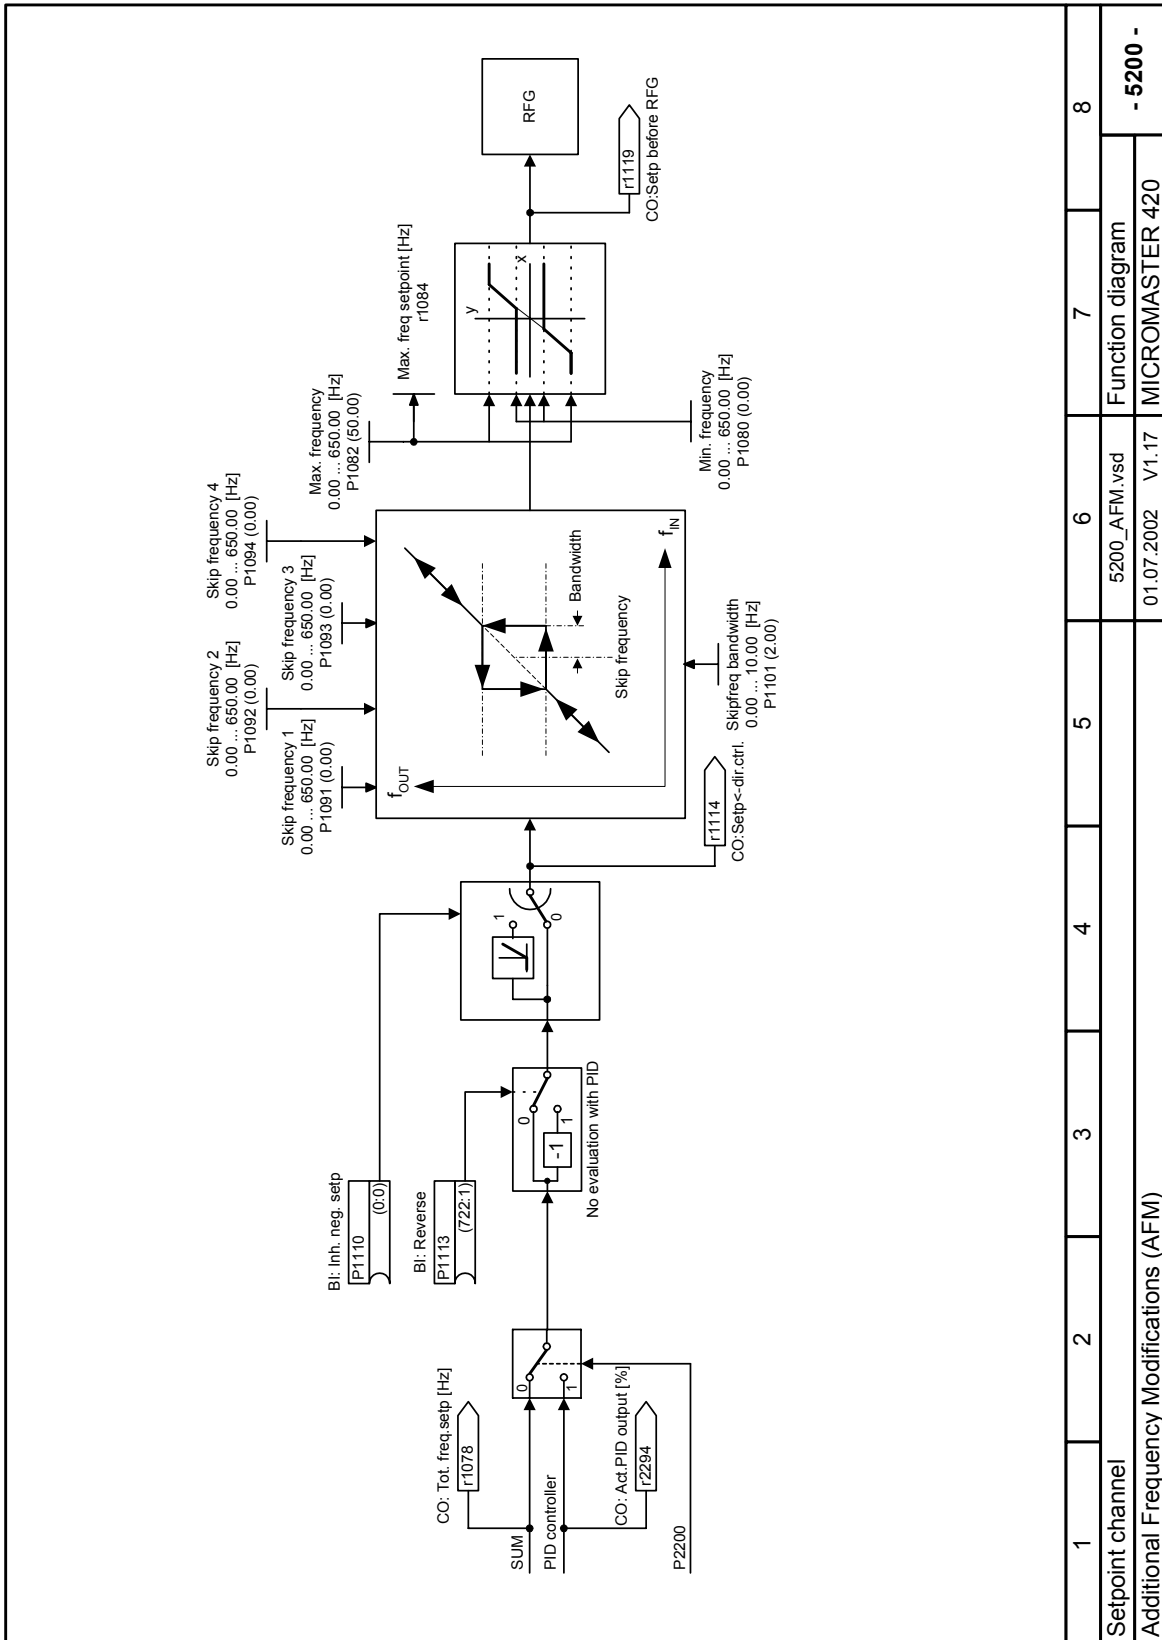 CO: Tot. freq.setp [Hz]
r1078
SUM
PID controller
CO: Act.PID output [%]
r2294
P2200
0
1
BI: Inh. neg. setp
P1110
(0:0)
BI: Reverse
P1113
(722:1)
0
1
-1
No evaluation with PID
1
0
r1114
CO:Setp<-dir.ctrl.
Skip frequency 1
0.00 ... 650.00 [Hz]
P1091 (0.00)
Skip frequency 2
0.00 ... 650.00 [Hz]
P1092 (0.00)
Skip frequency 3
0.00 ... 650.00 [Hz]
P1093 (0.00)
Skip frequency 4
0.00 ... 650.00 [Hz]
P1094 (0.00)
fOUT
fIN
Bandwidth
Skip frequency
Skipfreq bandwidth
0.00 ... 10.00 [Hz]
P1101 (2.00)
Max. frequency
0.00 ... 650.00 [Hz]
P1082 (50.00)
Max. freq setpoint [Hz]
r1084
y
x
Min. frequency
0.00 ... 650.00 [Hz]
P1080 (0.00)
RFG
r1119
CO:Setp before RFG
1 2 3 4 5 6 7 8
Setpoint channel
5200_AFM.vsd
Function diagram
- 5200 -
Additional Frequency Modifications (AFM)
01.07.2002 V1.17
MICROMASTER 420